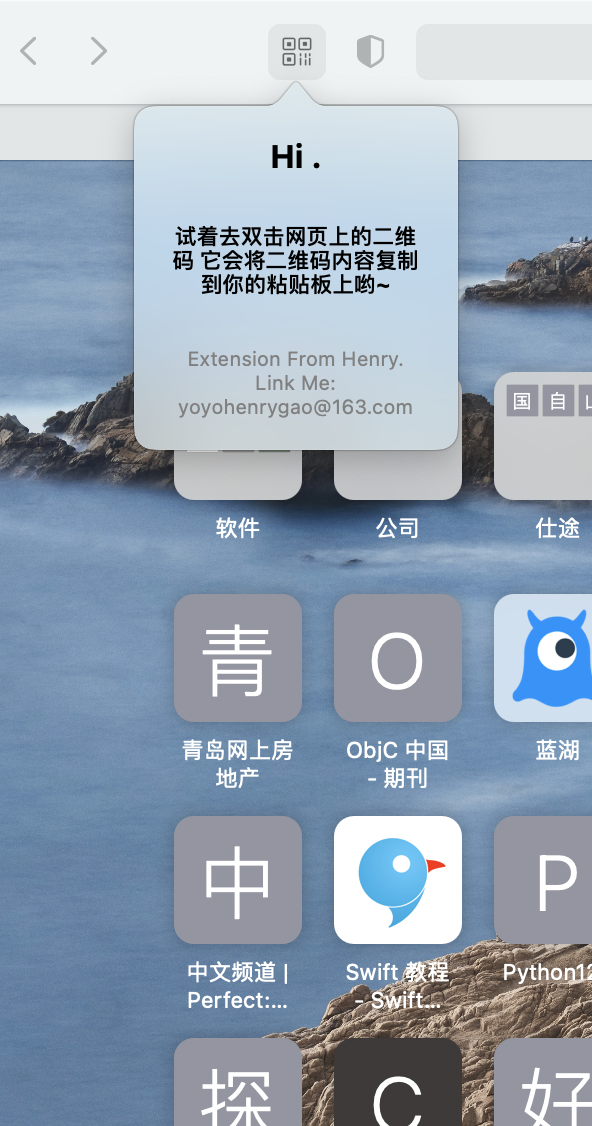 Hi .
试着去双击网页上的二维
码 它会将二维码内容复制
到你的粘贴板上哟~
Extension From Henry.
Link Me:
yoyohenrygao@163.com
国 自
软件 公司 仕途
青 O
青岛网上房
地产
ObjC 中国
- 期刊
蓝湖
中 P
中文频道 |
Perfect:...
Swift 教程
- Swift...
Python12
探 C 好